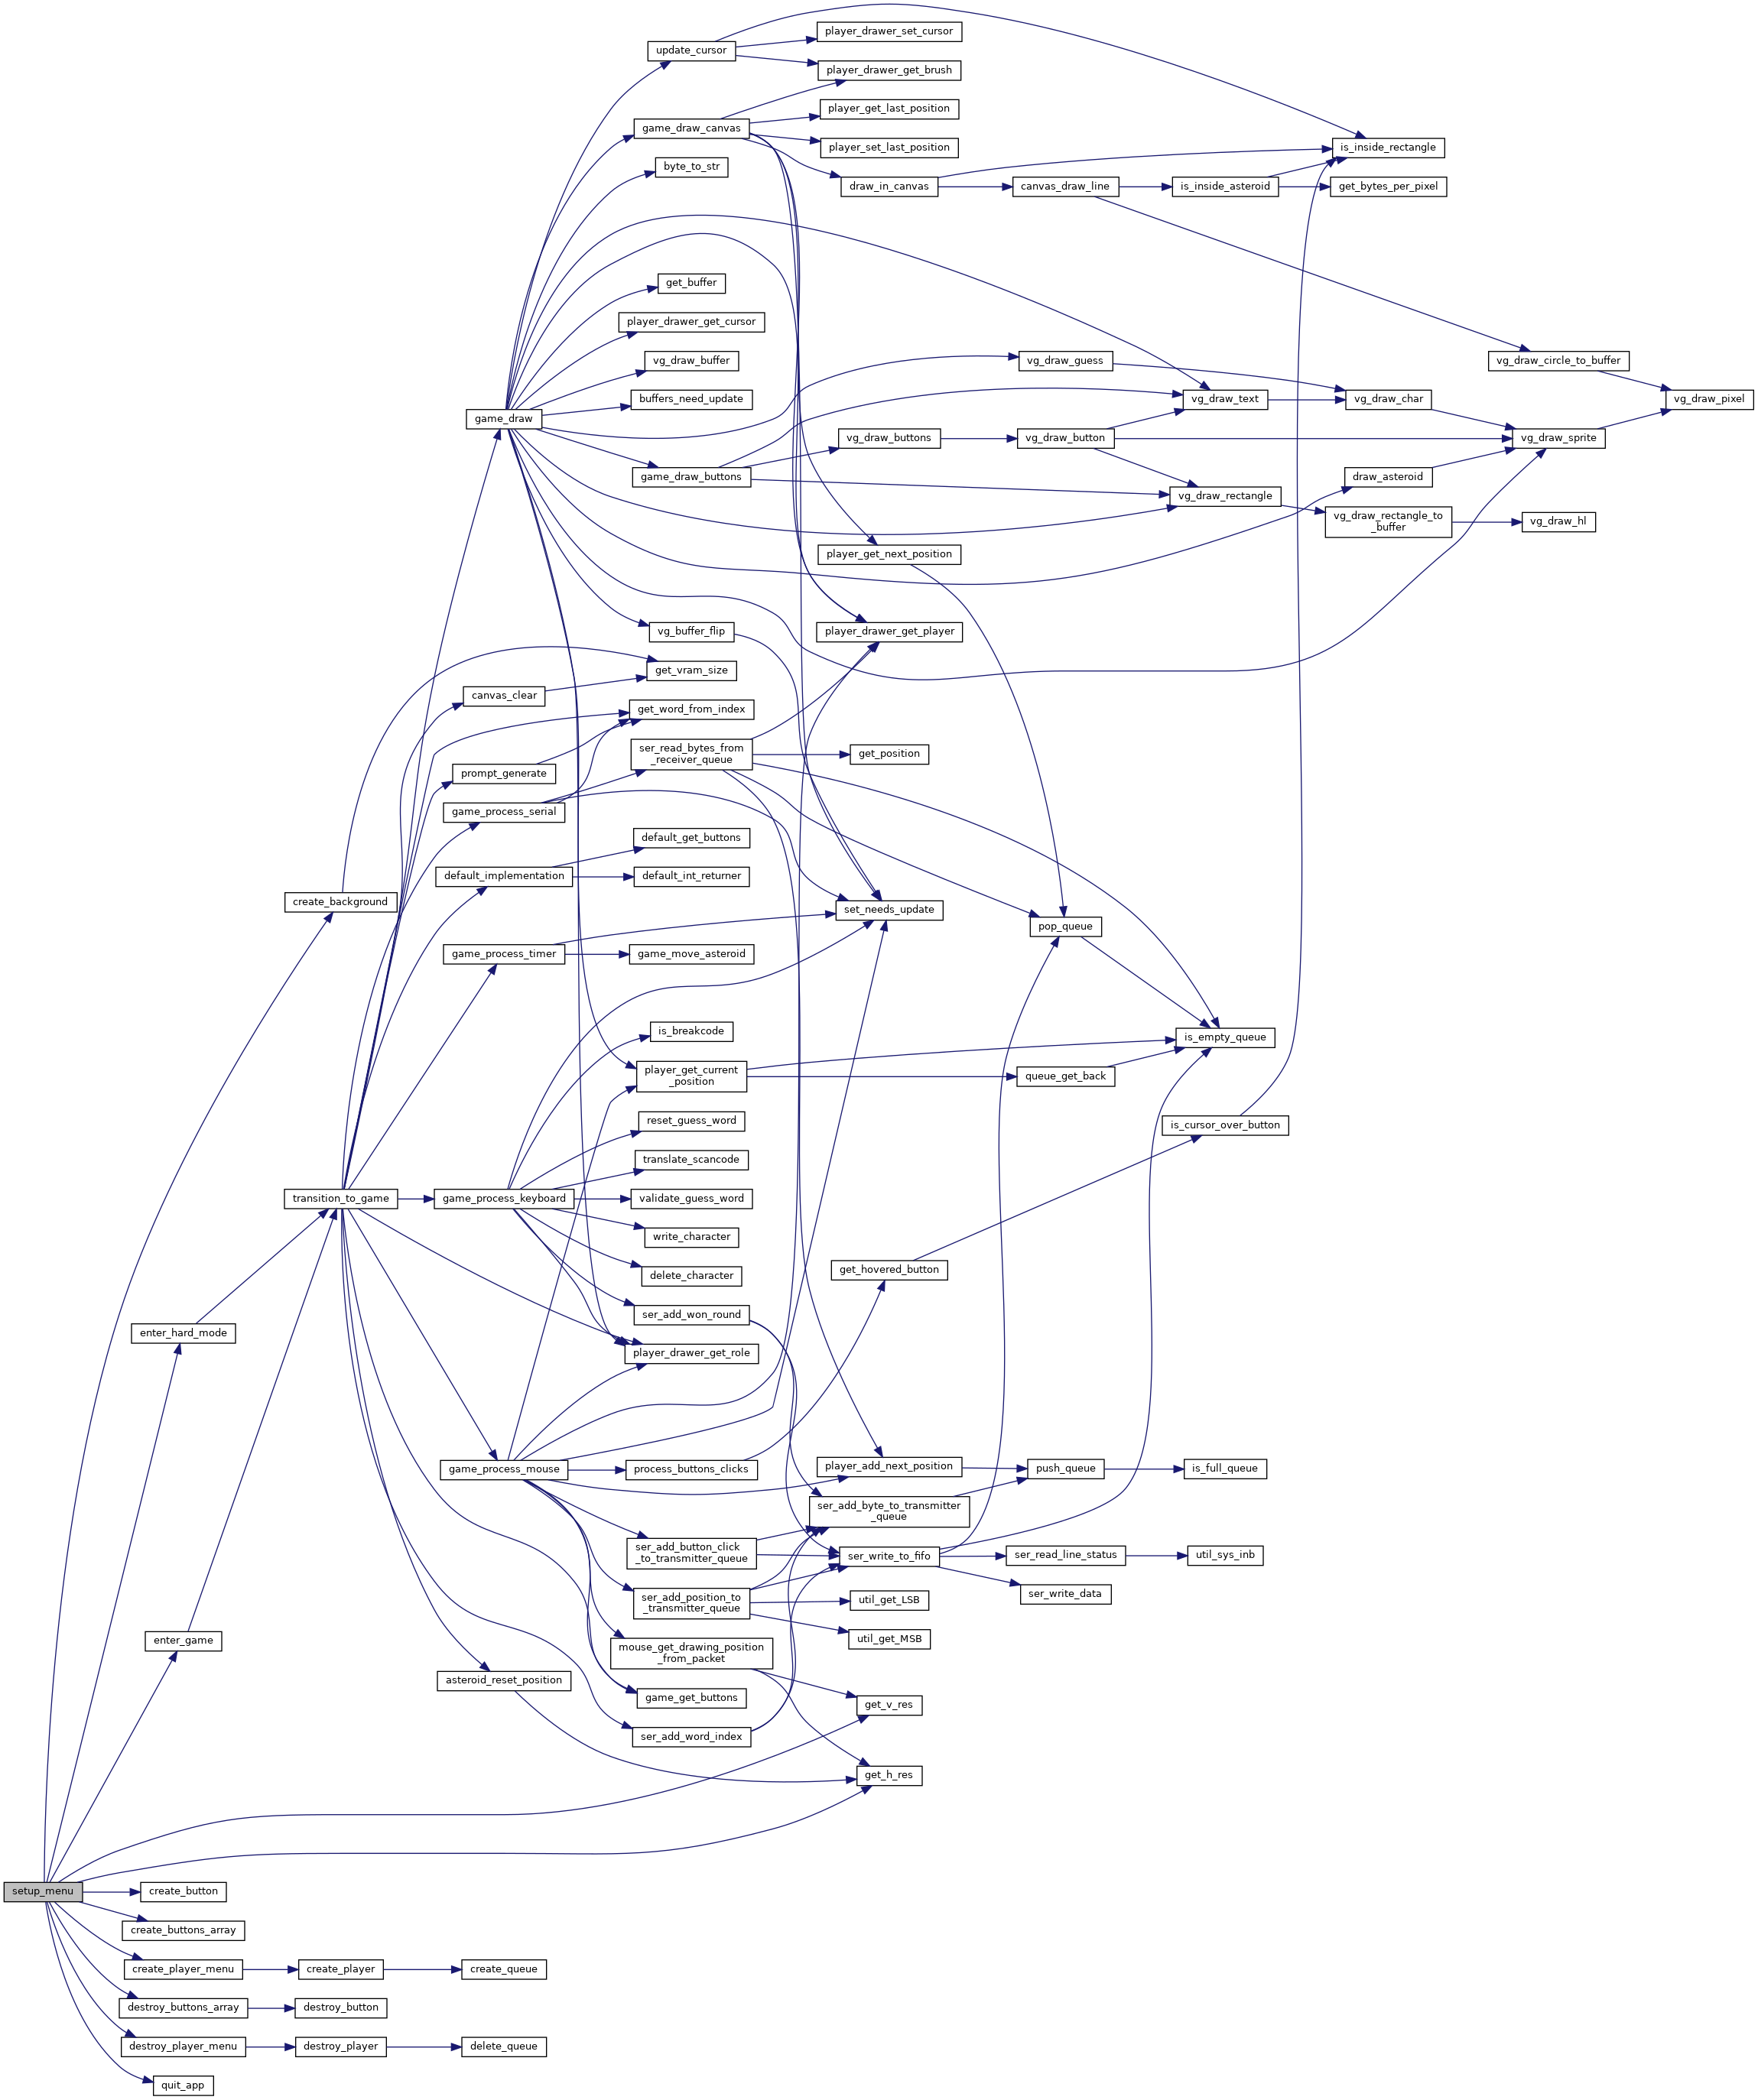 update_cursor
player_drawer_set_cursor
player_drawer_get_brush
game_draw_canvas
player_get_last_position
player_set_last_position
is_inside_rectangle
byte_to_str
draw_in_canvas
canvas_draw_line
is_inside_asteroid
get_bytes_per_pixel
get_buffer
player_drawer_get_cursor
vg_draw_buffer
vg_draw_guess
vg_draw_circle_to_buffer
buffers_need_update
vg_draw_text
vg_draw_char
vg_draw_pixel
game_draw
vg_draw_buttons
vg_draw_button
vg_draw_sprite
game_draw_buttons
draw_asteroid
vg_draw_rectangle
vg_draw_rectangle_to
_buffer
vg_draw_hl
player_get_next_position
vg_buffer_flip
player_drawer_get_player
get_vram_size
canvas_clear
get_word_from_index
ser_read_bytes_from
_receiver_queue
get_position
prompt_generate
game_process_serial
default_get_buttons
default_implementation
default_int_returner
create_background
set_needs_update
pop_queue
game_process_timer
game_move_asteroid
is_breakcode
is_empty_queue
player_get_current
_position
queue_get_back
reset_guess_word
is_cursor_over_button
translate_scancode
transition_to_game
game_process_keyboard
validate_guess_word
write_character
delete_character
get_hovered_button
ser_add_won_round
enter_hard_mode
player_drawer_get_role
game_process_mouse
process_buttons_clicks
player_add_next_position
push_queue
is_full_queue
ser_add_byte_to_transmitter
_queue
ser_add_button_click
_to_transmitter_queue
ser_write_to_fifo
ser_read_line_status
util_sys_inb
ser_write_data
ser_add_position_to
_transmitter_queue
util_get_LSB
util_get_MSB
enter_game
mouse_get_drawing_position
_from_packet
asteroid_reset_position
game_get_buttons
get_v_res
ser_add_word_index
get_h_res
setup_menu
create_button
create_buttons_array
create_player_menu
create_player
create_queue
destroy_buttons_array
destroy_button
destroy_player_menu
destroy_player
delete_queue
quit_app